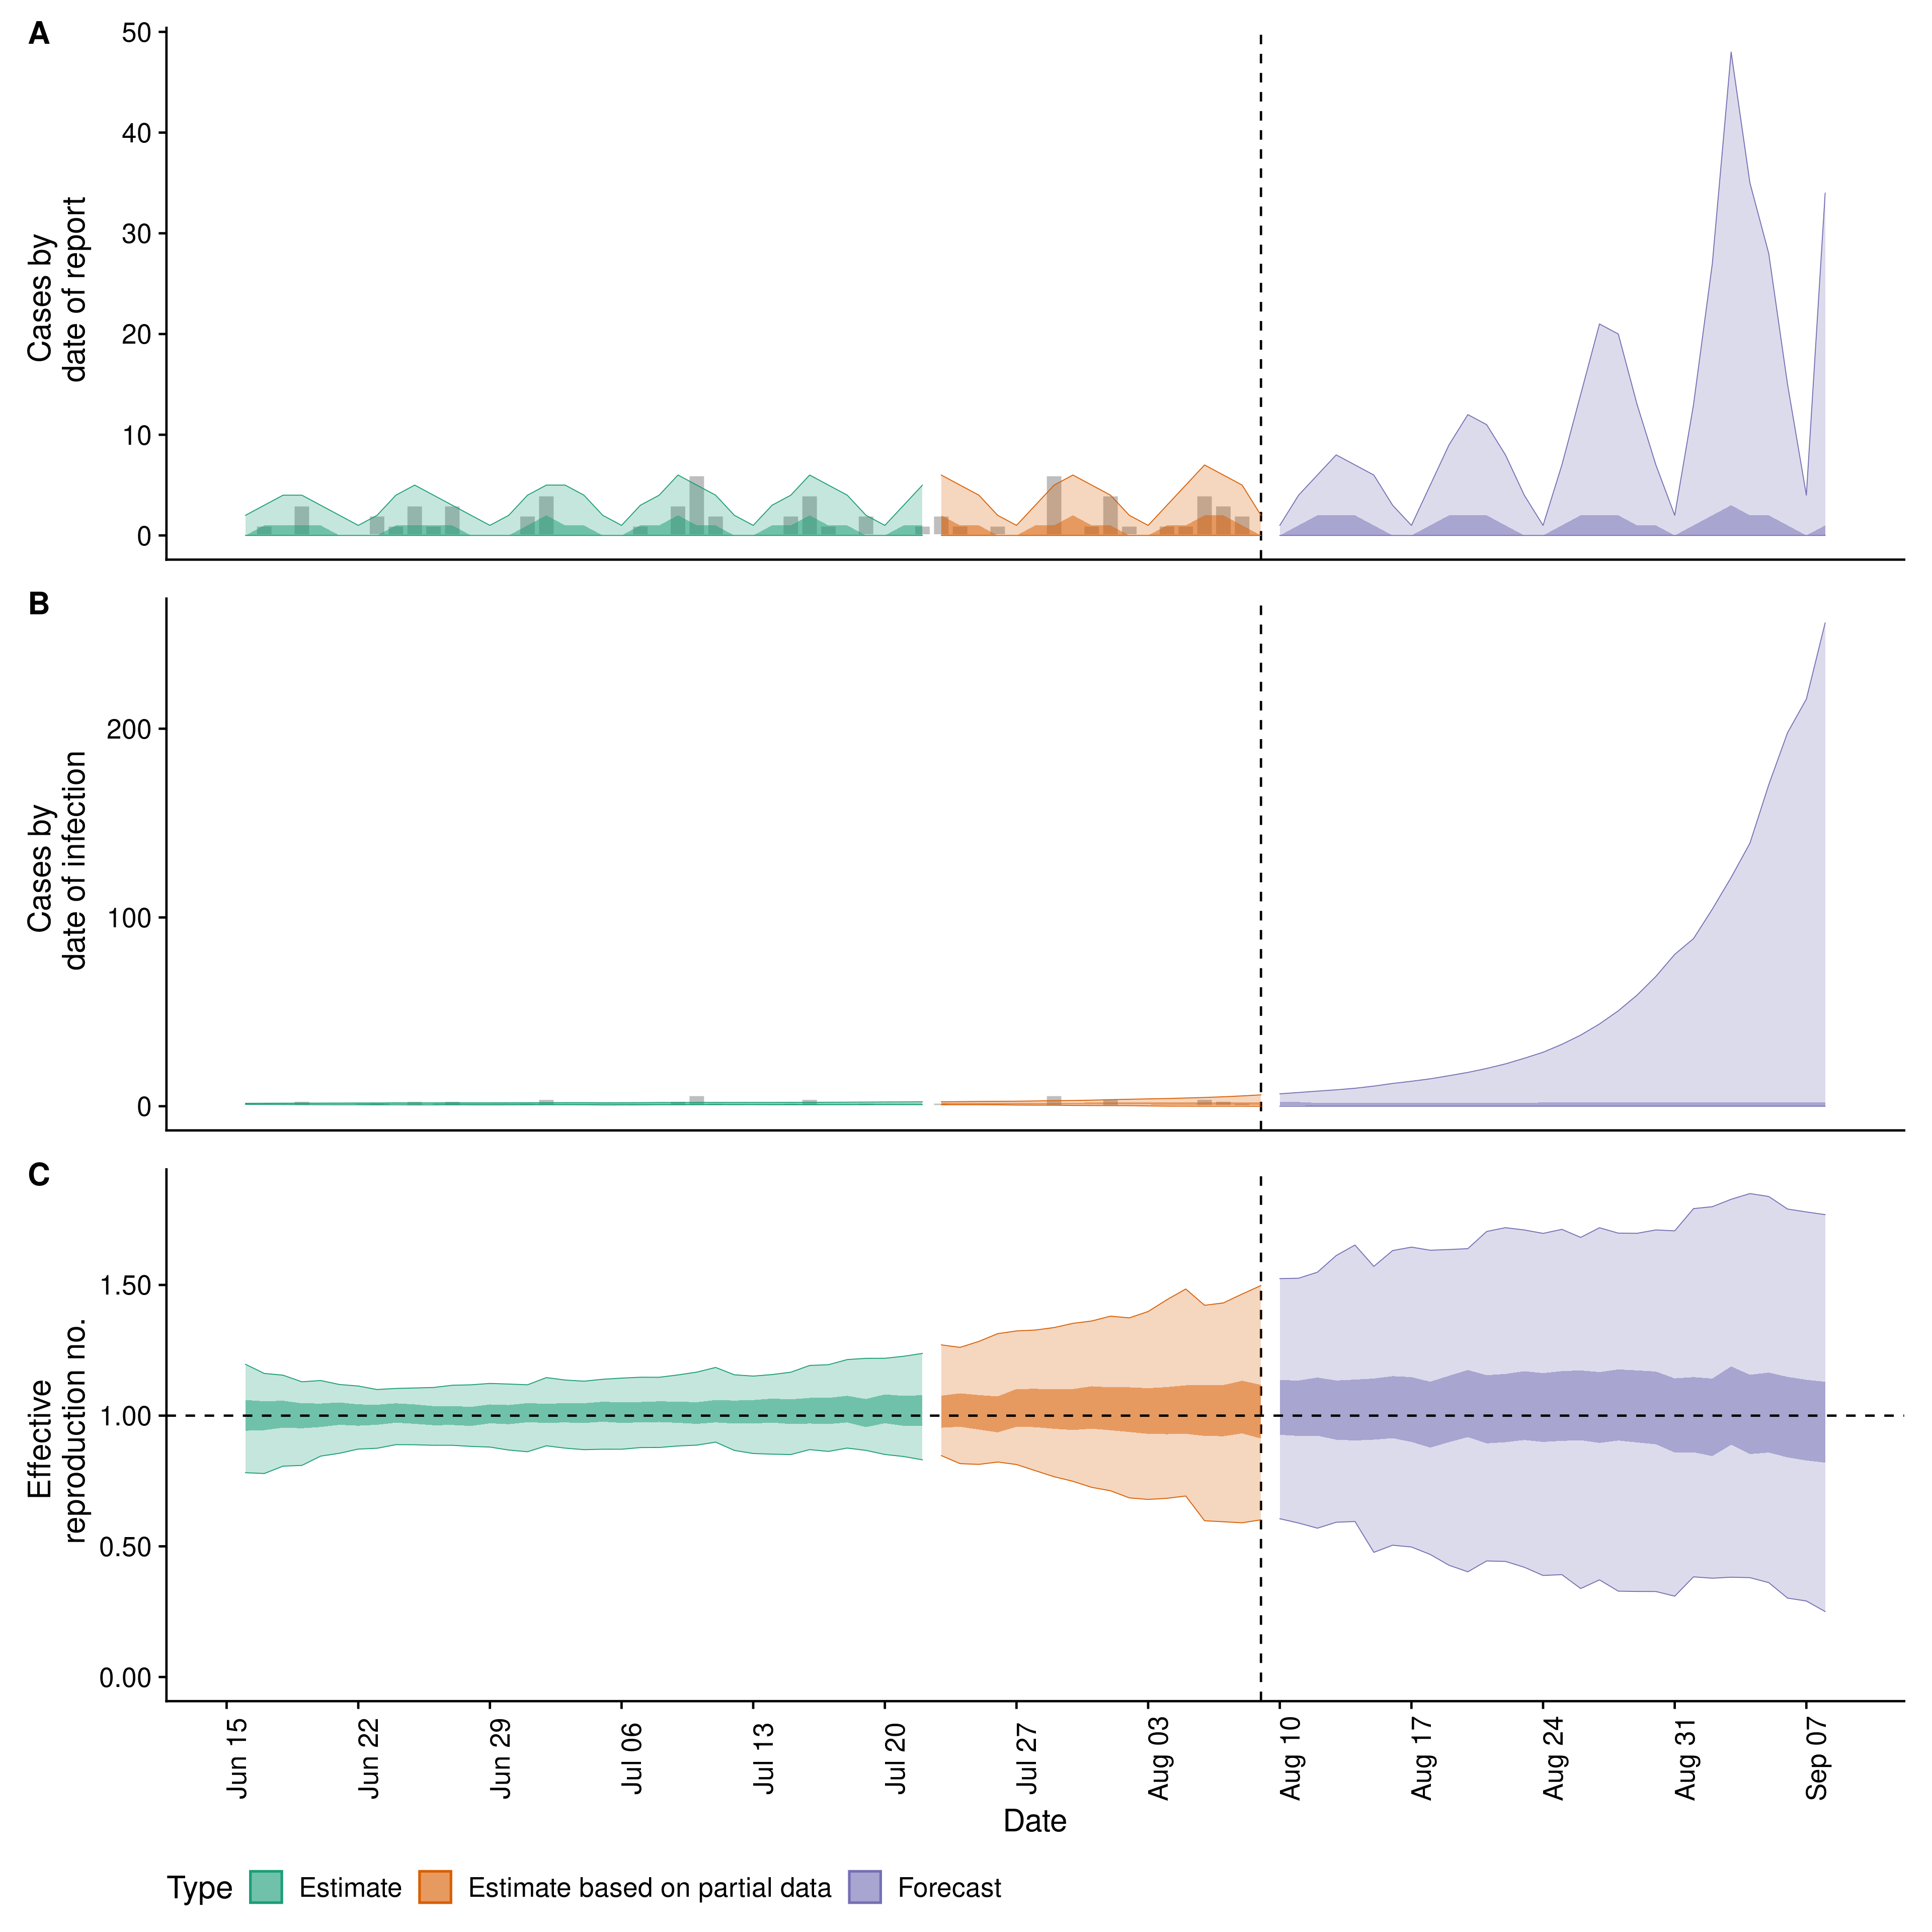 A
50
40
30
20
10
0
Cases by
date of report
B
200
100
0
Cases by
date of infection
C
1.50
1.00
0.50
0.00
Effective
reproduction no.
Jun 15
Jun 22
Jun 29
Jul 06
Jul 13
Jul 20
Jul 27
Aug 03
Aug 10
Aug 17
Aug 24
Aug 31
Sep 07
Date
Type Estimate Estimate based on partial data Forecast